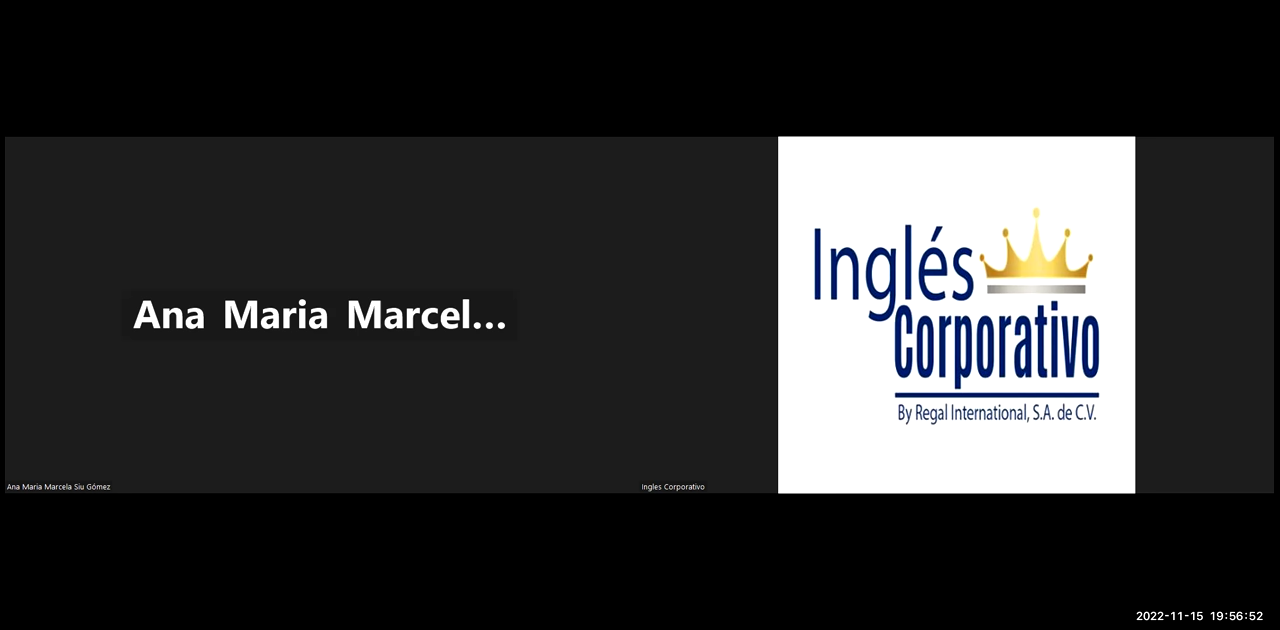 Ana Maria Marcel...
Inglés
Corporativo
By Regal International, S.A. de C.V.
Ana Maria Marcela Siu Gómez
Ingles Corporativo
2022-11-15 19:56:52